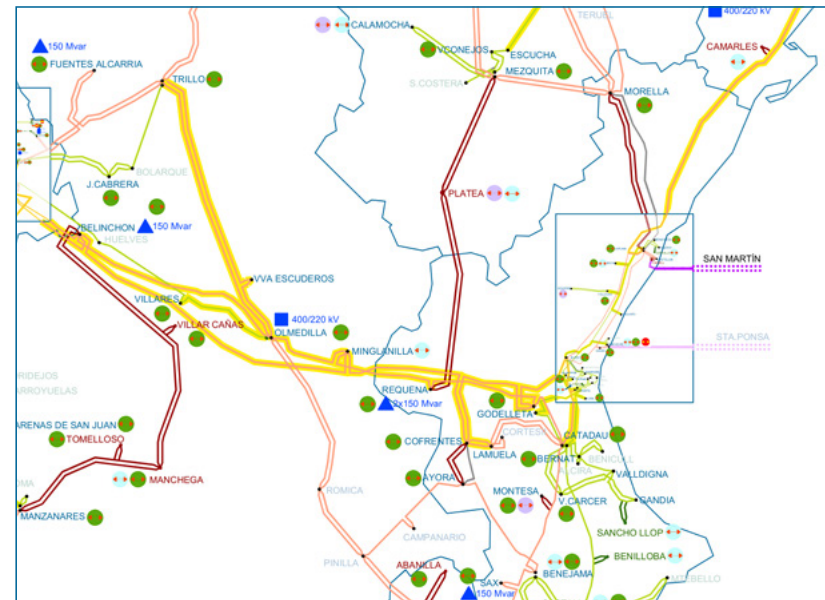 400/220 kV
TERUEL
CALAMOCHA
150 Mvar
VCONEJOS
ESCUCHA
CAMARLES
FUENTES ALCARRIA
TRILLO
MEZQUITA
S.COSTERA
MORELLA
BOLARQUE
J.CABRERA
PLATEA
BELINCHON
150 Mvar
HUELVES
SAN MARTÍN
VVA ESCUDEROS
VILLARES
400/220 kV
VILLAR CAÑAS
OLMEDILLA
STA.PONSA
MINGLANILLA
RIDEJOS
REQUENA
ARROYUELAS
2x150 Mvar
GODELLETA
ARENAS DE SAN JUAN
TOMELLOSO
COFRENTES
CORTES
CATADAU
LAMUELA
BENICULL
BERNAT
ALCIRA
MANCHEGA
AYORA
VALLDIGNA
OMA
ROMICA
MONTESA
V.CARCER
GANDIA
MANZANARES
SANCHO LLOP
CAMPANARIO
PINILLA
BENILLOBA
ABANILLA
BENEJAMA
SAX
MTEBELLO
150 Mvar